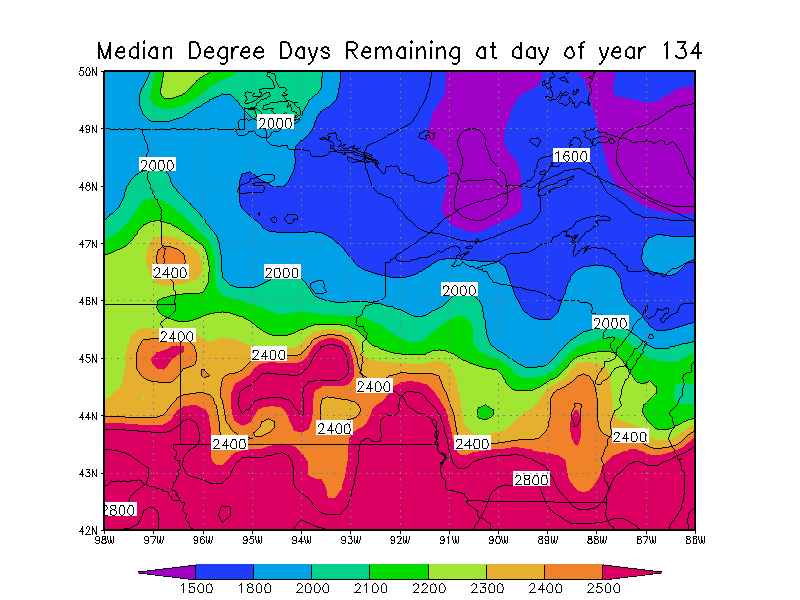 Median Degree Days Remaining at day of year 134
50N
2000
49N
1600
2000
48N
47N
2400
2000
2000
46N
2000
2400
2400
45N
2400
44N
2400
2400
2400
2400
43N
2800
2800
42N
98W 97W 96W 95W 94W 93W 92W 91W 90W 89W 88W 87W 86W
1500 1800 2000 2100 2200 2300 2400 2500